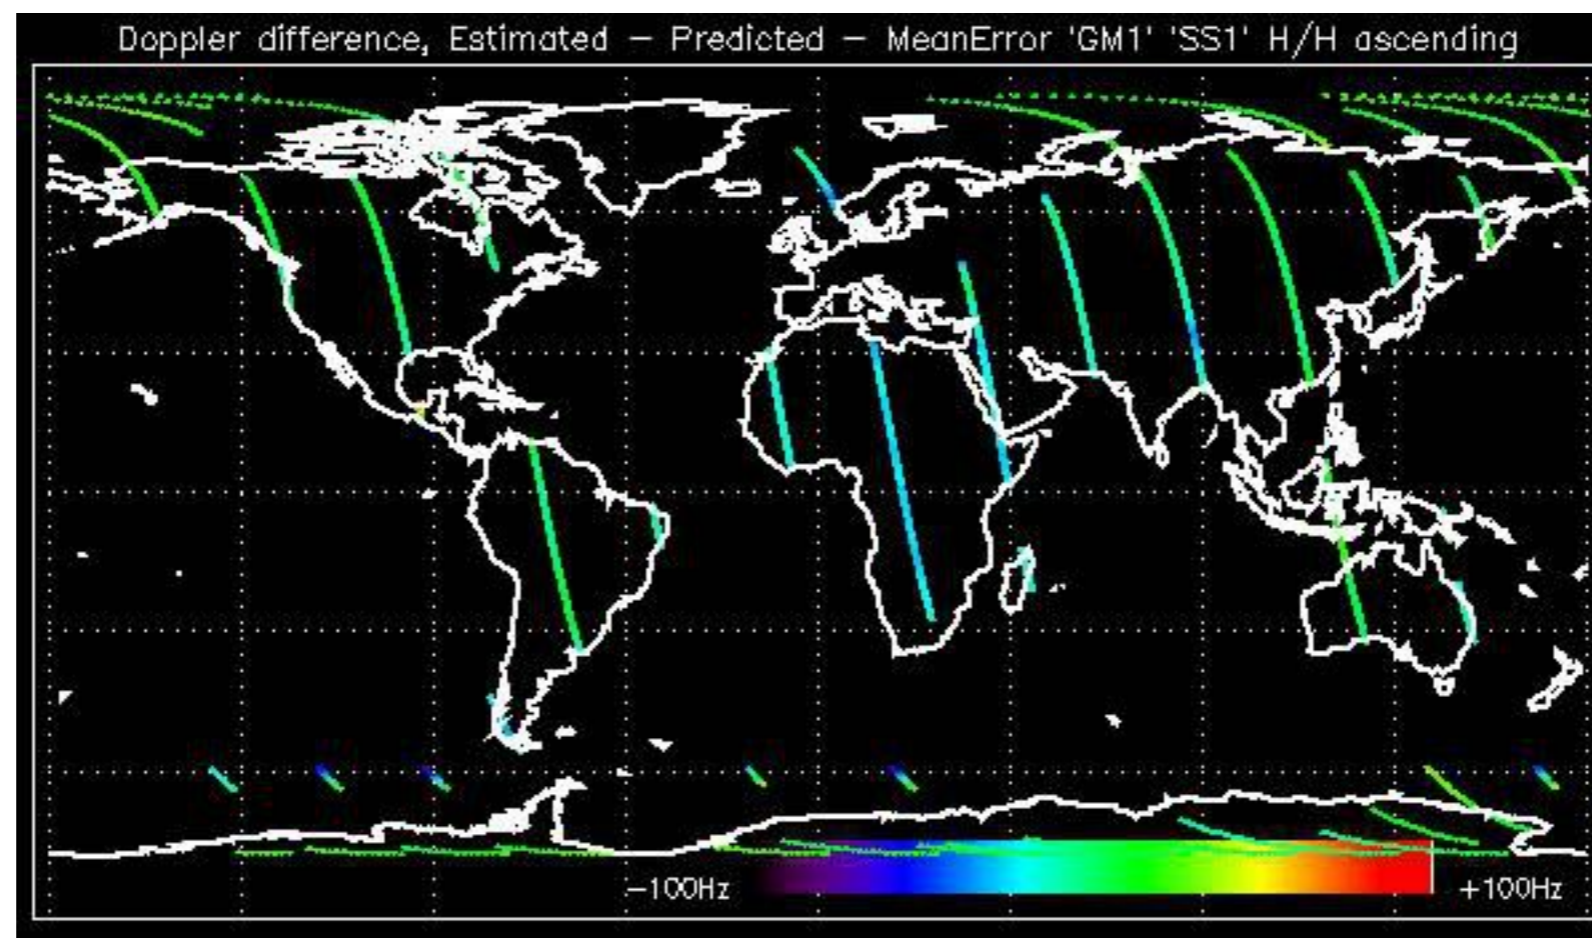 Doppler difference, Estimated − Predicted − MeanError 'GM1' 'SS1' H/H ascending
−100Hz
+100Hz